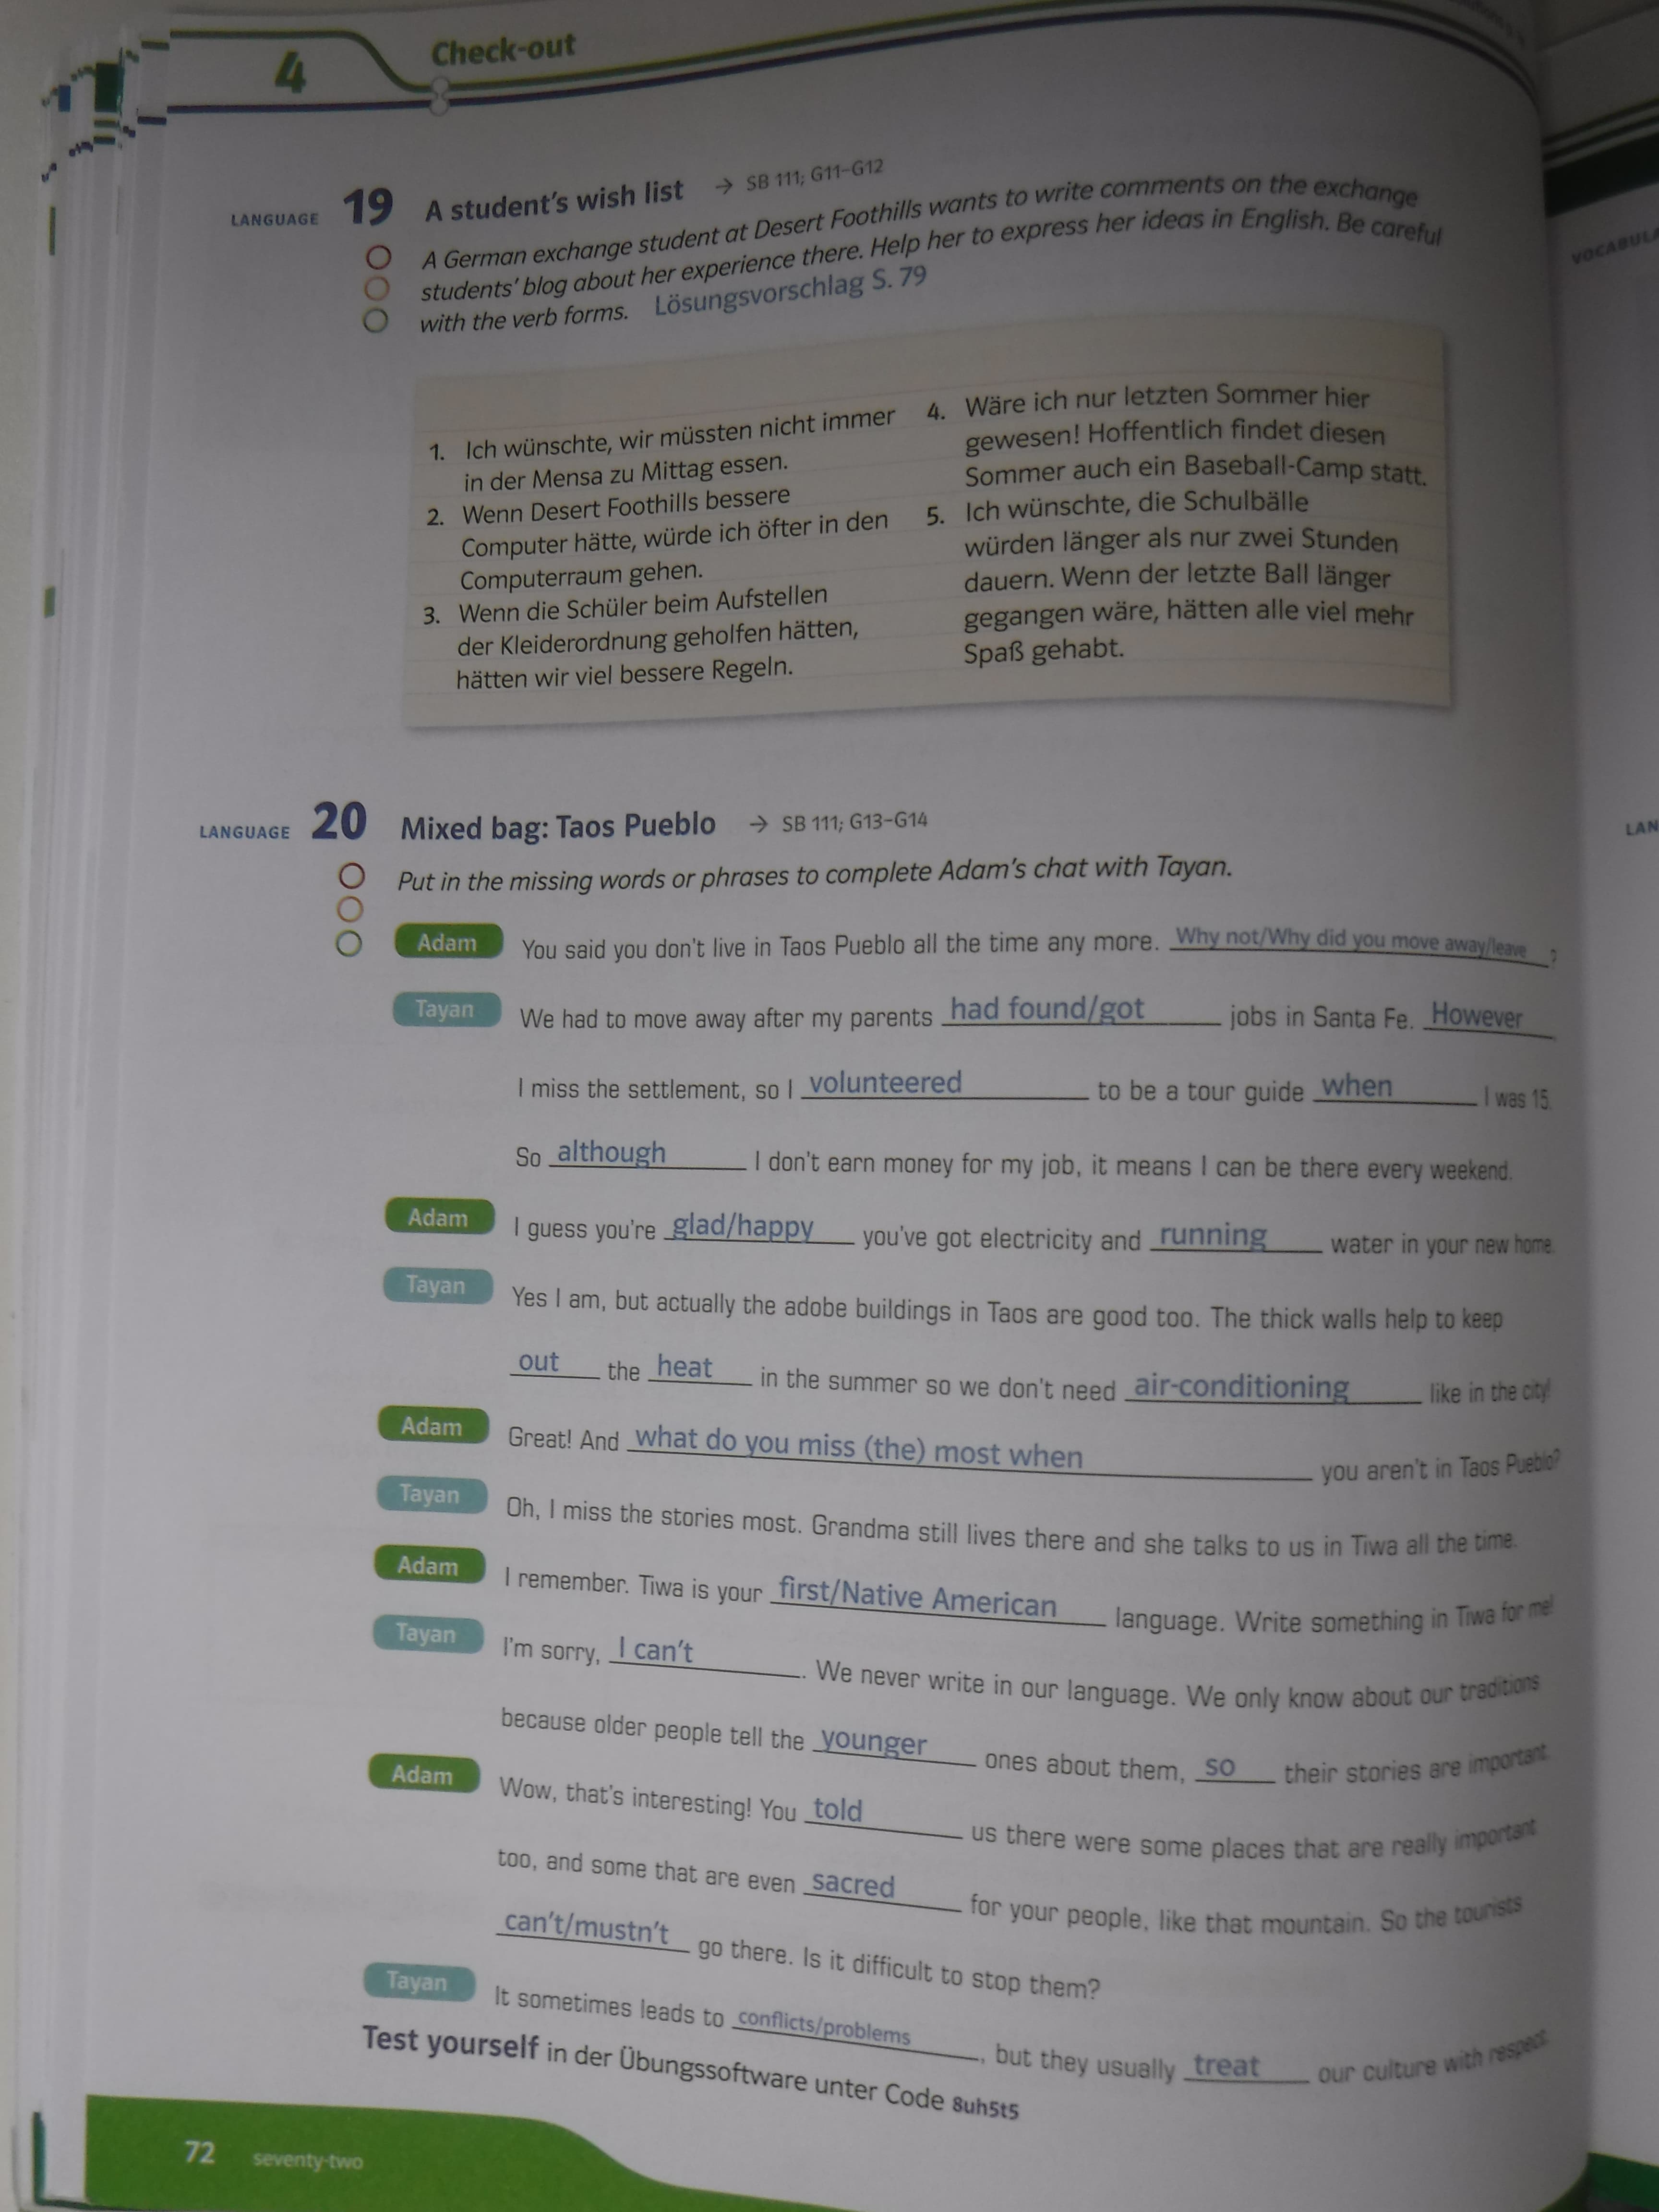 4
Check-out
LANGUAGE 19 A student's wish list → SB 111; G11–G12
A German exchange student at Desert Foothills wants to write comments on the exchange
students' blog about her experience there. Help her to express her ideas in English. Be careful
with the verb forms. Lösungsvorschlag S. 79
1. Ich wünschte, wir müssten nicht immer
in der Mensa zu Mittag essen.
2. Wenn Desert Foothills bessere
Computer hätte, würde ich öfter in den
Computerraum gehen.
3. Wenn die Schüler beim Aufstellen
der Kleiderordnung geholfen hätten,
hätten wir viel bessere Regeln.
4. Wäre ich nur letzten Sommer hier
gewesen! Hoffentlich findet diesen
Sommer auch ein Baseball-Camp statt.
5. Ich wünschte, die Schulbälle
würden länger als nur zwei Stunden
dauern. Wenn der letzte Ball länger
gegangen wäre, hätten alle viel mehr
Spaß gehabt.
LANGUAGE 20 Mixed bag: Taos Pueblo → SB 111; G13–G14
Put in the missing words or phrases to complete Adam's chat with Tayan.
Adam You said you don't live in Taos Pueblo all the time any more. Why not/Why did you move away/leave ?
Tayan We had to move away after my parents had found/got jobs in Santa Fe. However
I miss the settlement, so I volunteered to be a tour guide when I was 15.
So although I don't earn money for my job, it means I can be there every weekend.
Adam I guess you're glad/happy you've got electricity and running water in your new home.
Tayan Yes I am, but actually the adobe buildings in Taos are good too. The thick walls help to keep
out the heat in the summer so we don't need air-conditioning like in the city!
Adam Great! And what do you miss (the) most when you aren't in Taos Pueblo?
Tayan Oh, I miss the stories most. Grandma still lives there and she talks to us in Tiwa all the time.
Adam I remember. Tiwa is your first/Native American language. Write something in Tiwa for me!
Tayan I'm sorry, I can't. We never write in our language. We only know about our traditions
because older people tell the younger ones about them, so their stories are important.
Adam Wow, that's interesting! You told us there were some places that are really important
too, and some that are even sacred for your people, like that mountain. So the tourists
can't/mustn't go there. Is it difficult to stop them?
Tayan It sometimes leads to conflicts/problems, but they usually treat our culture with respect.
Test yourself in der Übungssoftware unter Code 8uh5t5
72 seventy-two